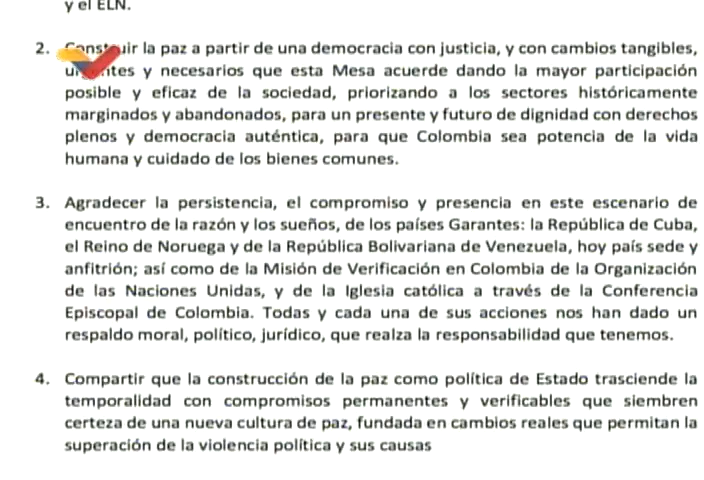 y el ELN.
2. Construir la paz a partir de una democracia con justicia, y con cambios tangibles,
urgentes y necesarios que esta Mesa acuerde dando la mayor participación
posible y eficaz de la sociedad, priorizando a los sectores históricamente
marginados y abandonados, para un presente y futuro de dignidad con derechos
plenos y democracia auténtica, para que Colombia sea potencia de la vida
humana y cuidado de los bienes comunes.
3. Agradecer la persistencia, el compromiso y presencia en este escenario de
encuentro de la razón y los sueños, de los países Garantes: la República de Cuba,
el Reino de Noruega y de la República Bolivariana de Venezuela, hoy país sede y
anfitrión; así como de la Misión de Verificación en Colombia de la Organización
de las Naciones Unidas, y de la Iglesia católica a través de la Conferencia
Episcopal de Colombia. Todas y cada una de sus acciones nos han dado un
respaldo moral, político, jurídico, que realza la responsabilidad que tenemos.
4. Compartir que la construcción de la paz como política de Estado trasciende la
temporalidad con compromisos permanentes y verificables que siembren
certeza de una nueva cultura de paz, fundada en cambios reales que permitan la
superación de la violencia política y sus causas